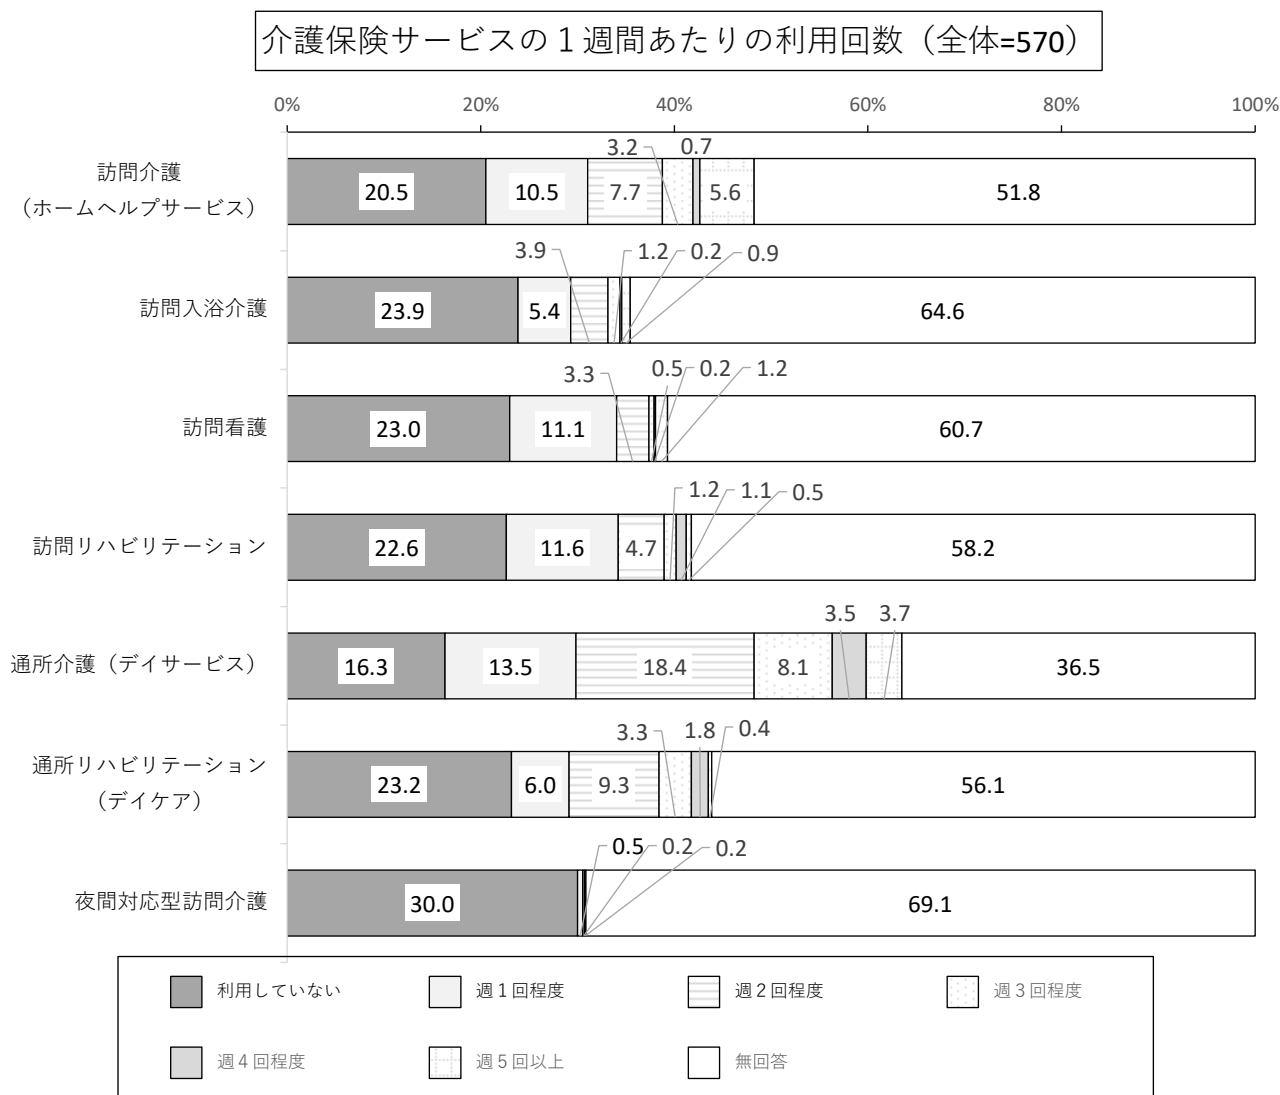 介護保険サービスの１週間あたりの利用回数（全体=570）
0% 20% 40% 60% 80% 100%
3.2 0.7
訪問介護
（ホームヘルプサービス）
20.5 10.5 7.7 5.6 51.8
3.9 1.2 0.2 0.9
訪問入浴介護 23.9 5.4 64.6
3.3 0.5 0.2 1.2
訪問看護 23.0 11.1 60.7
1.2 1.1 0.5
訪問リハビリテーション 22.6 11.6 4.7 58.2
3.5 3.7
通所介護（デイサービス） 16.3 13.5 18.4 8.1 36.5
3.3 1.8 0.4
通所リハビリテーション
（デイケア）
23.2 6.0 9.3 56.1
0.5 0.2 0.2
夜間対応型訪問介護 30.0 69.1
利用していない 週１回程度 週２回程度 週３回程度
週４回程度 週５回以上 無回答